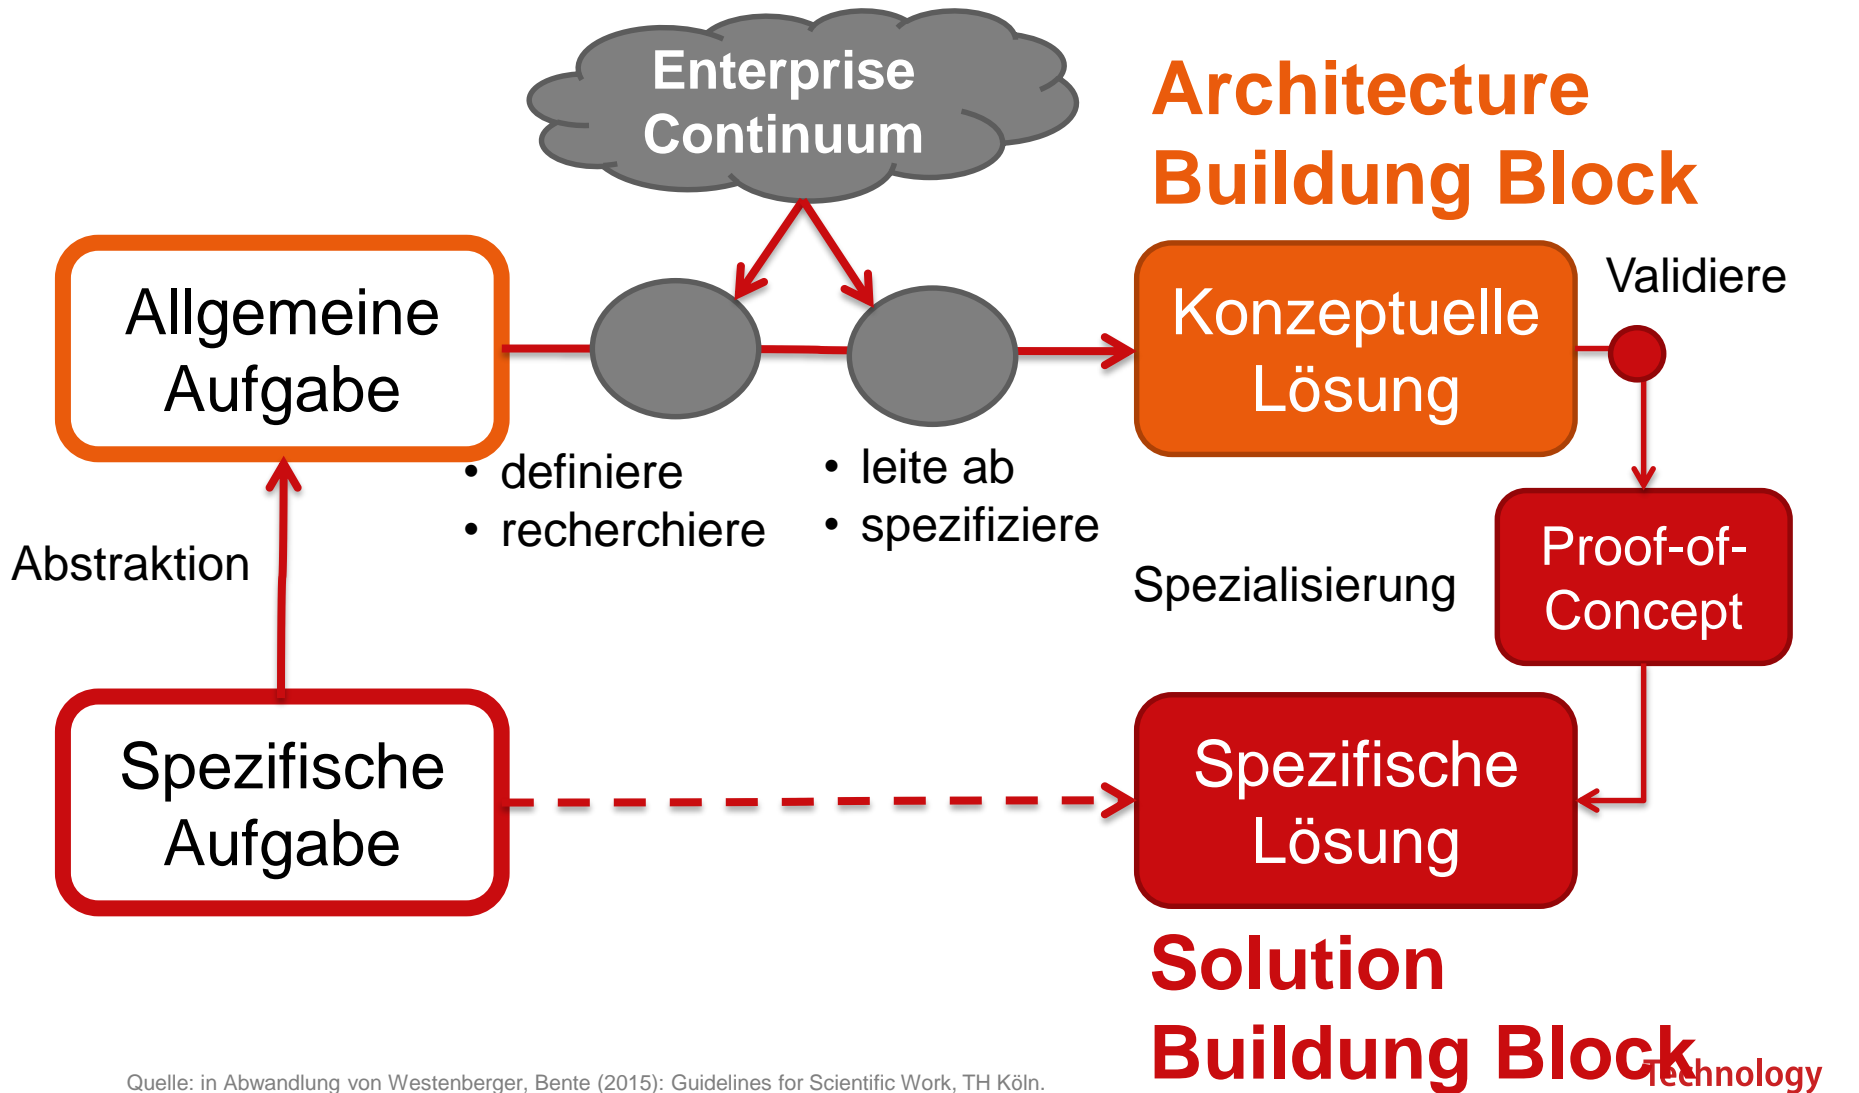 Enterprise
Continuum
Architecture
Buildung Block
Allgemeine
Aufgabe
Konzeptuelle
Lösung
Validiere
• definiere
• recherchiere
• leite ab
• spezifiziere
Abstraktion
Spezialisierung
Proof-of-
Concept
Spezifische
Aufgabe
Spezifische
Lösung
Solution
Buildung Block
Technology
Quelle: in Abwandlung von Westenberger, Bente (2015): Guidelines for Scientific Work, TH Köln.